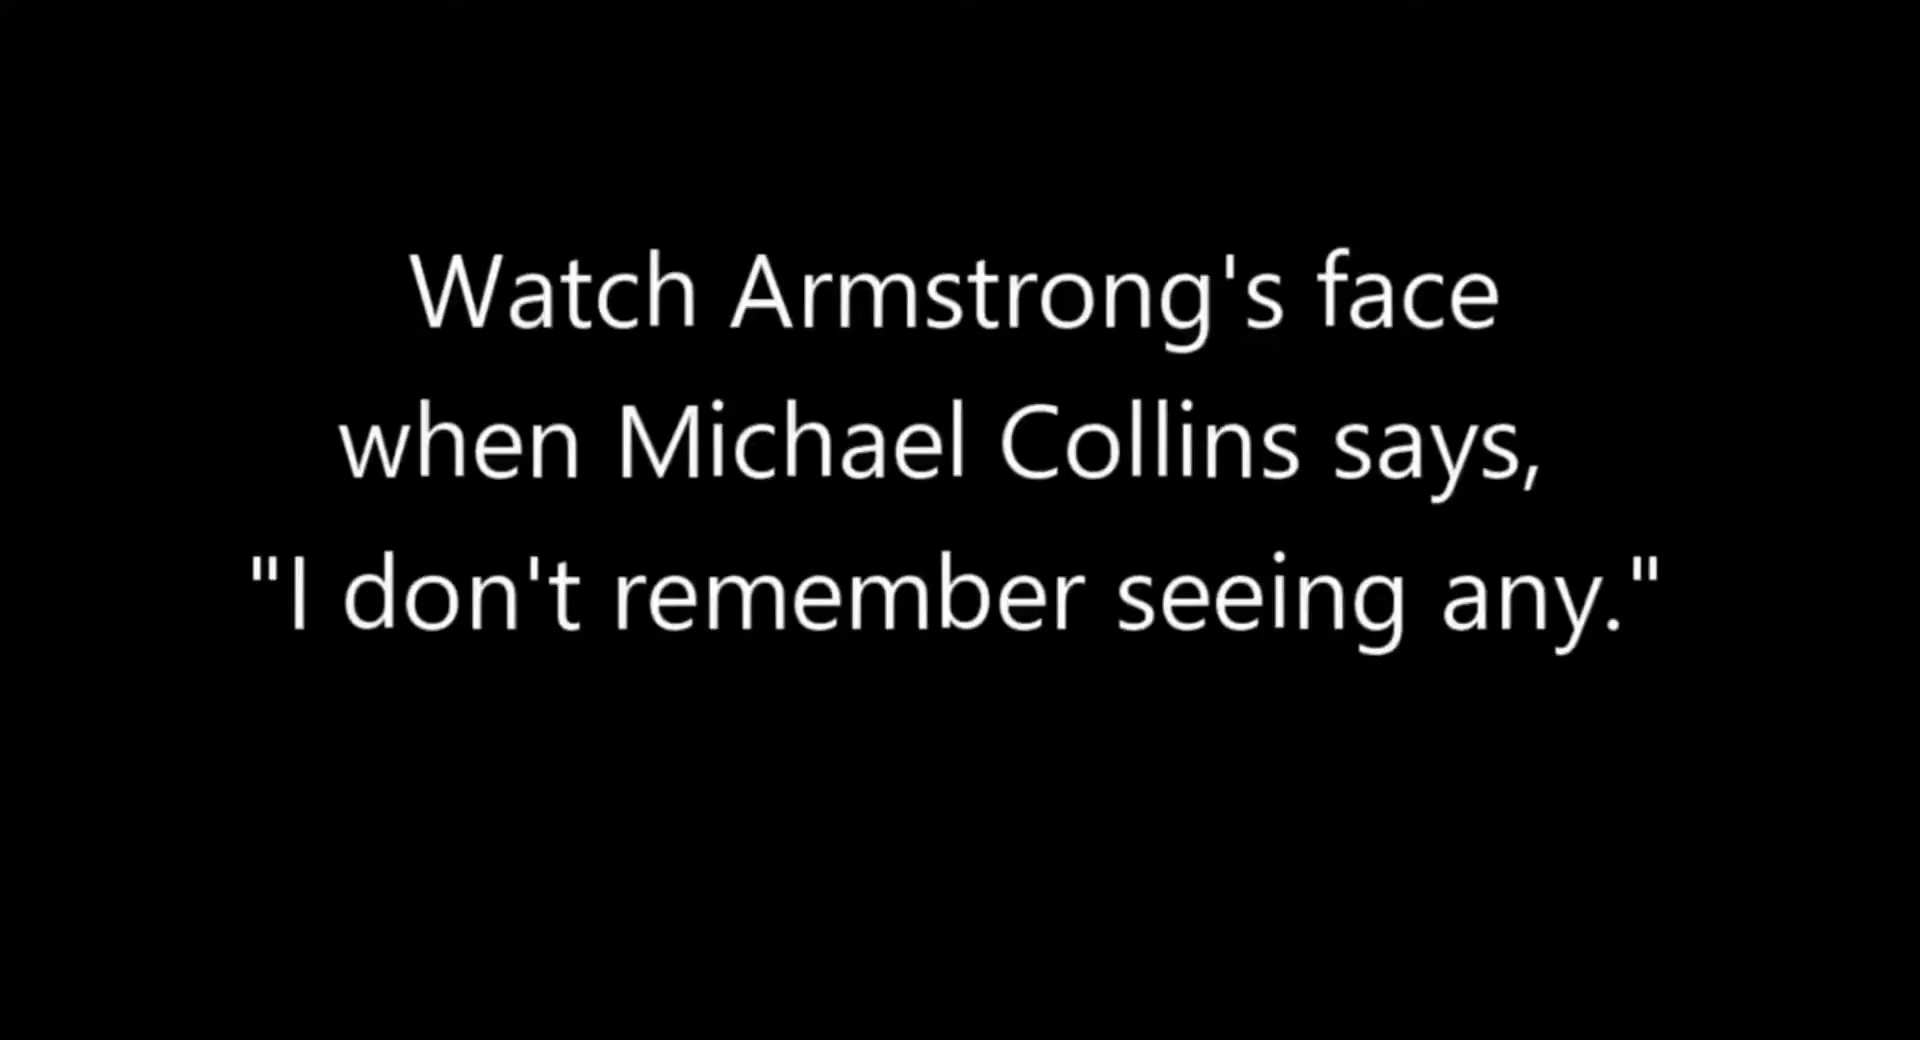 Watch Armstrong's face
when Michael Collins says,
"I don't remember seeing any."